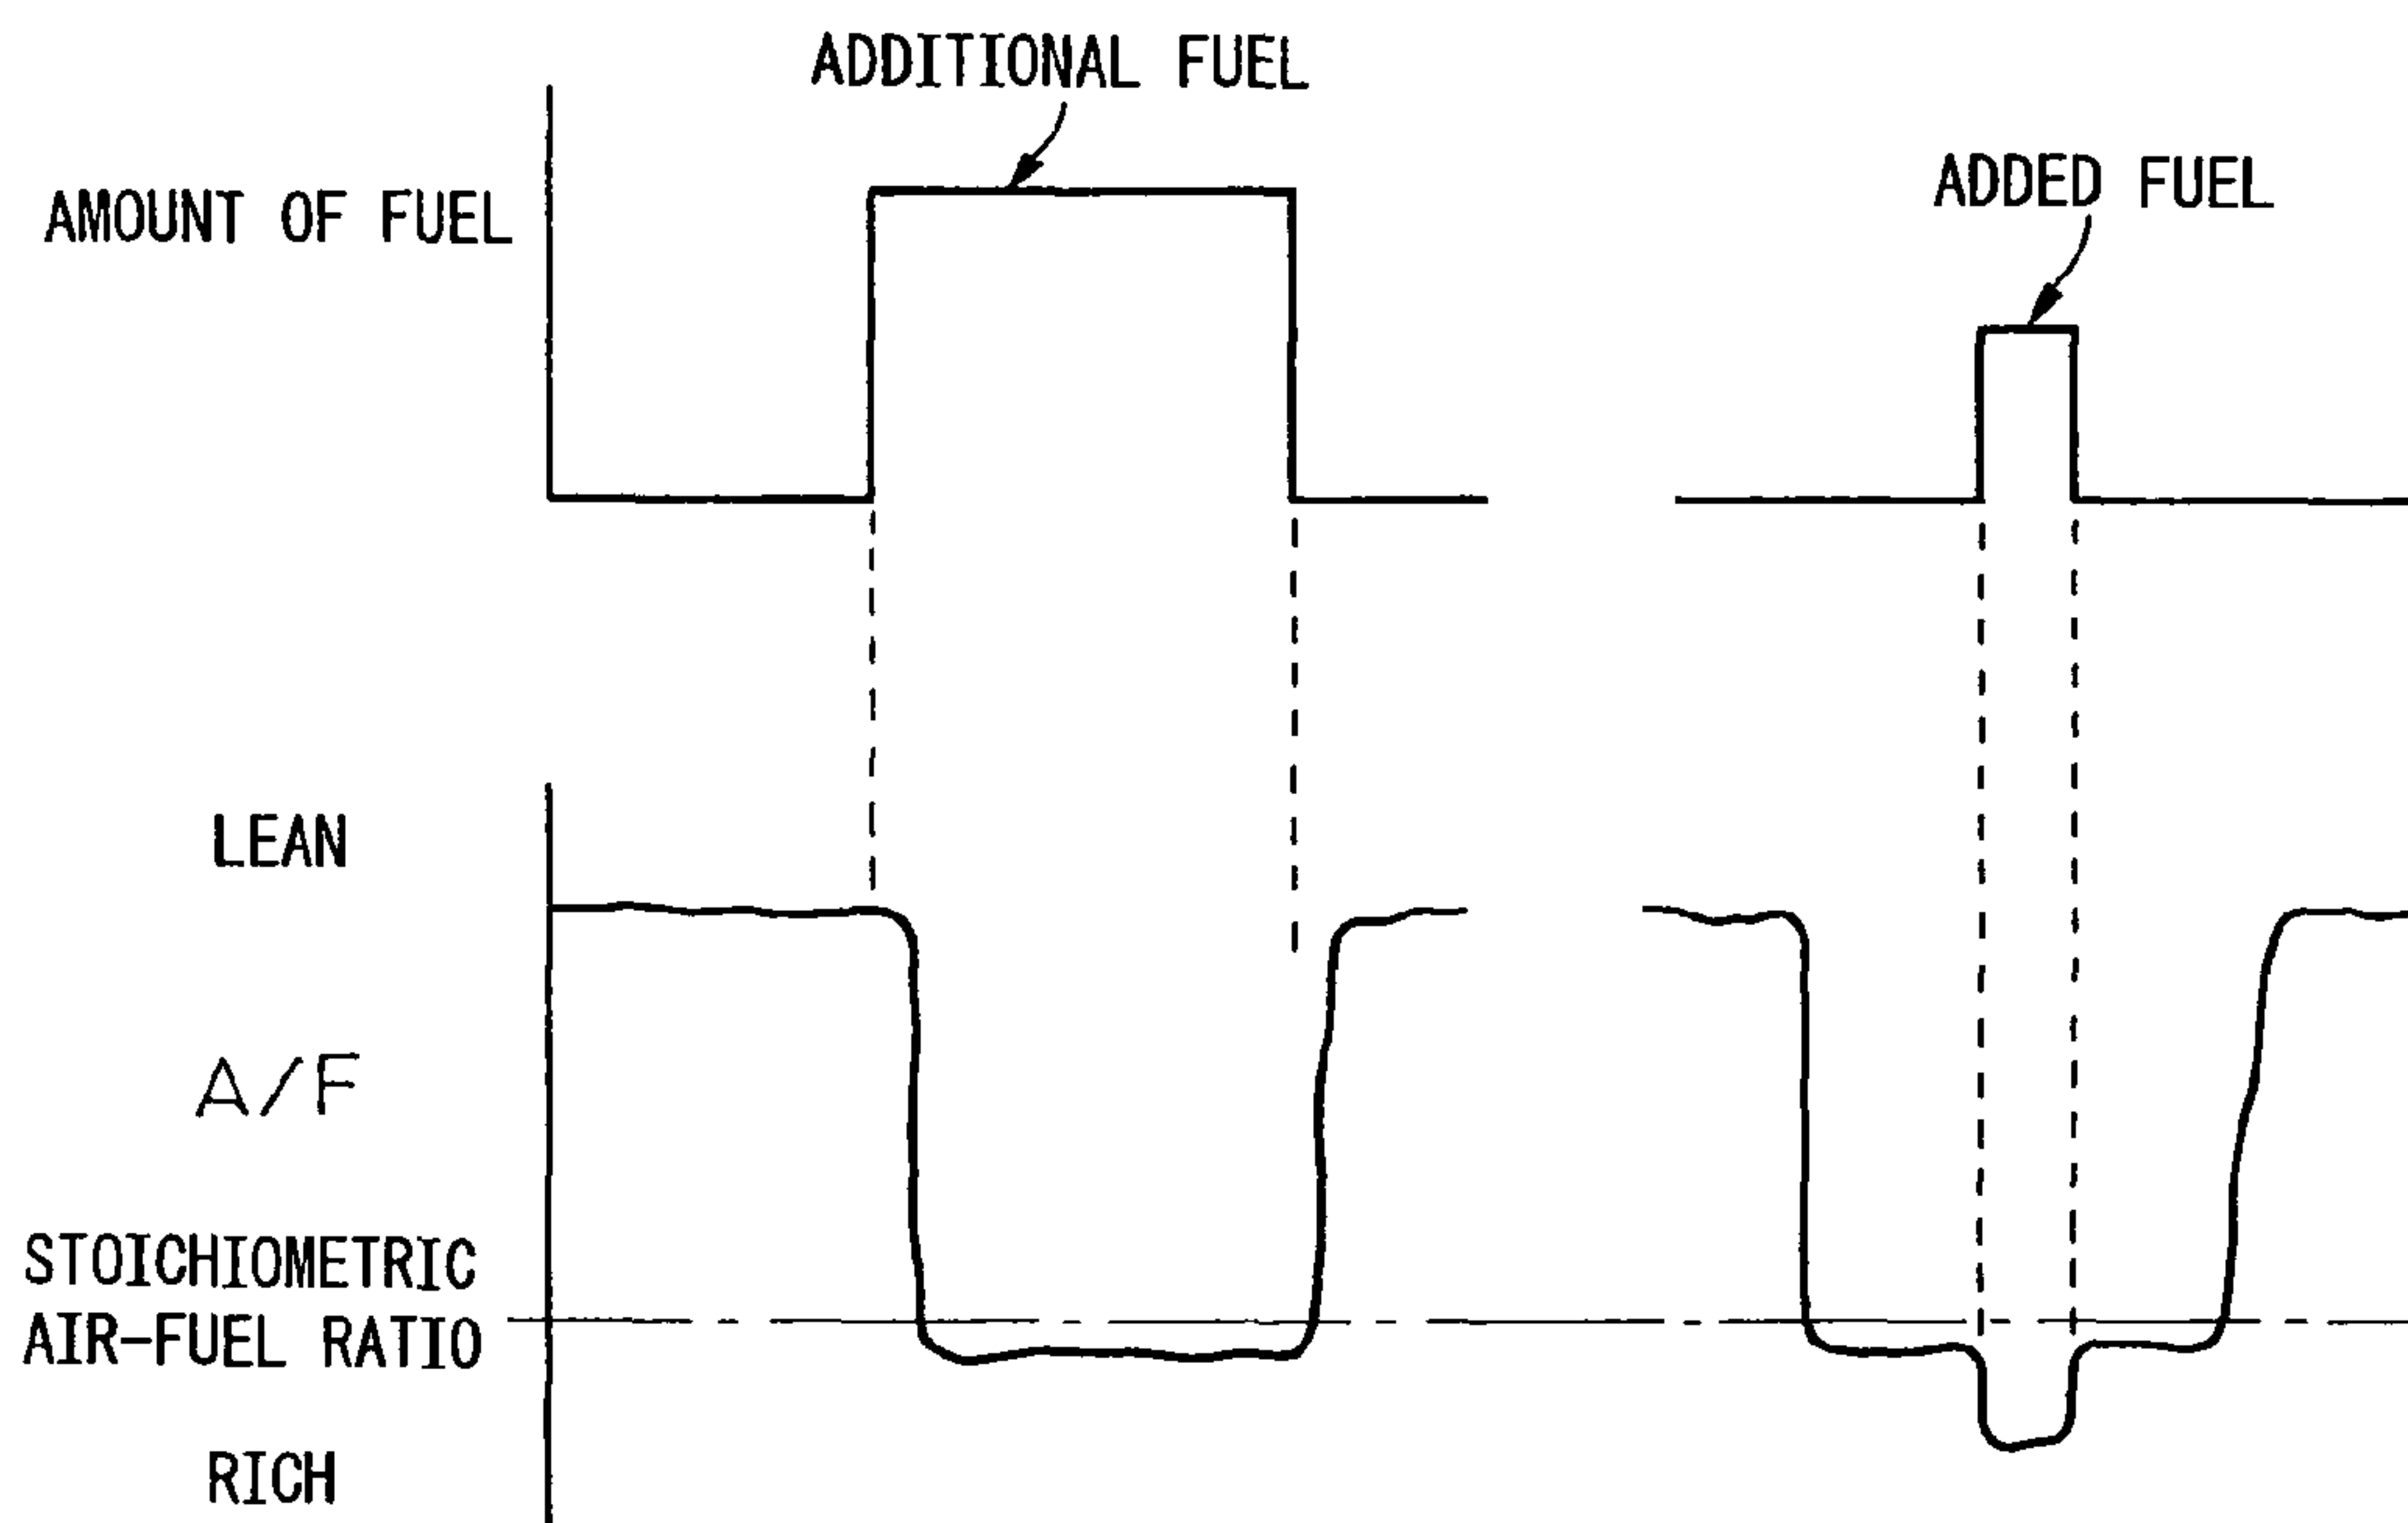 ADDITIONAL FUEL
ADDED FUEL
AMOUNT OF FUEL
LEAN
A/F
STOICHIOMETRIC
AIR-FUEL RATIO
RICH